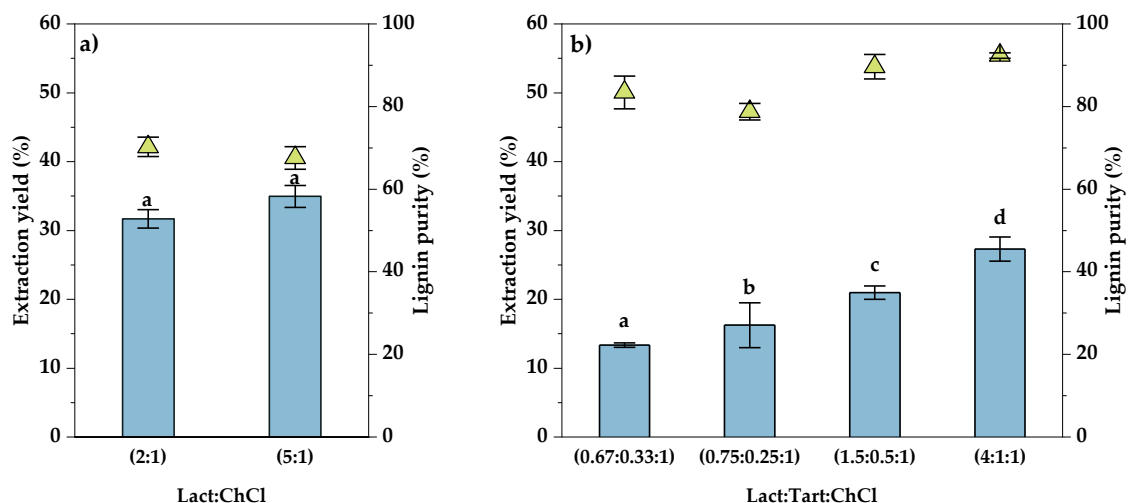 a)
60
50
40
30
20
10
0
Extraction yield (%)
100
80
60
40
20
0
Lignin purity (%)
a
a
(2:1)
(5:1)
Lact:ChCl
b)
60
50
40
30
20
10
0
Extraction yield (%)
100
80
60
40
20
0
Lignin purity (%)
a
b
c
d
(0.67:0.33:1)
(0.75:0.25:1)
(1.5:0.5:1)
(4:1:1)
Lact:Tart:ChCl